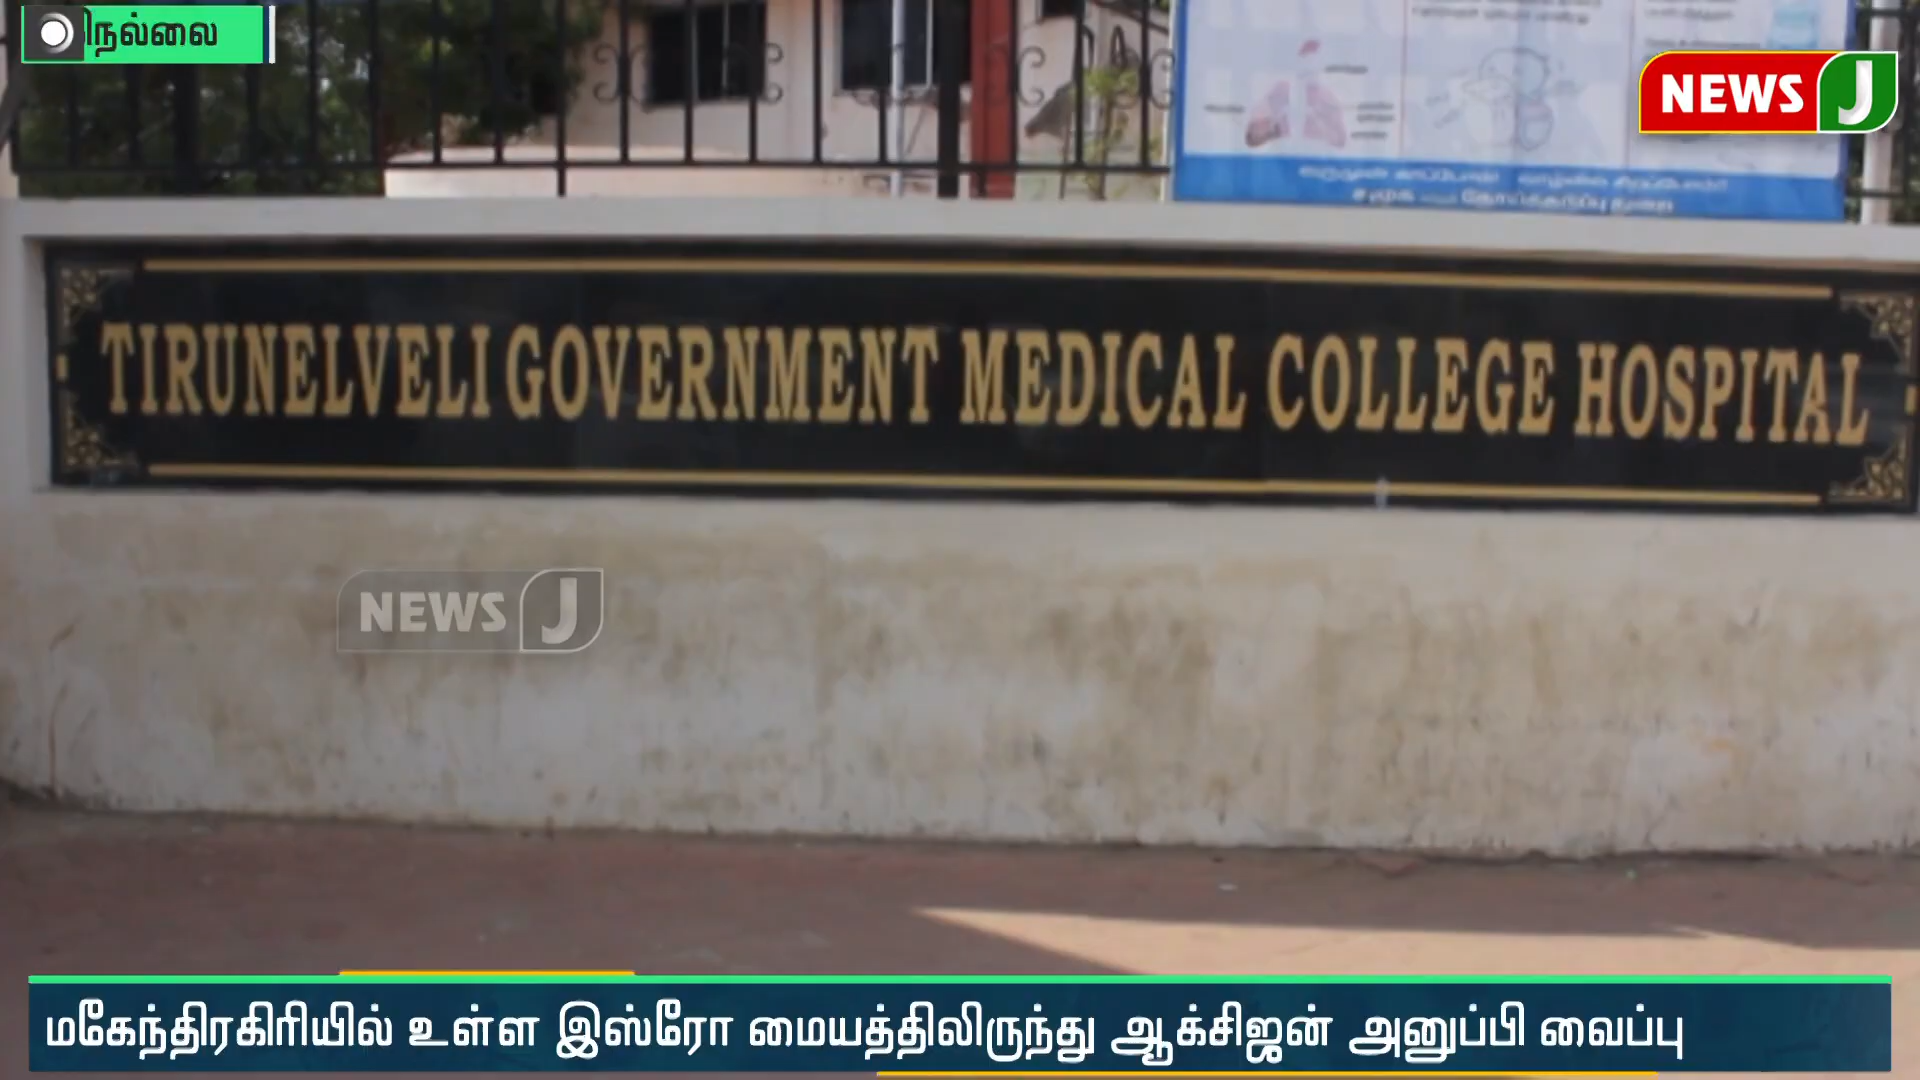 நெல்லை
NEWS J
TIRUNELVELI GOVERNMENT MEDICAL COLLEGE HOSPITAL
NEWS J
மகேந்திரகிரியில் உள்ள இஸ்ரோ மையத்திலிருந்து ஆக்சிஜன் அனுப்பி வைப்பு